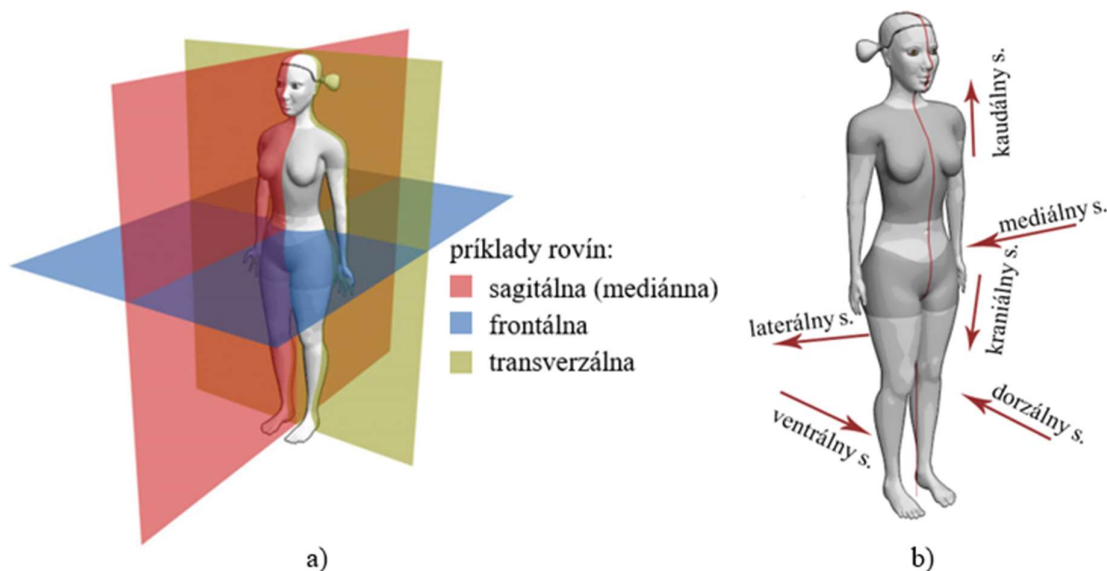 príklady rovín:
sagitálna (mediánna)
frontálna
transverzálna
a)
kaudálny s.
mediálny s.
kraniálny s.
laterálny s.
dorzálny s.
ventrálny s.
b)